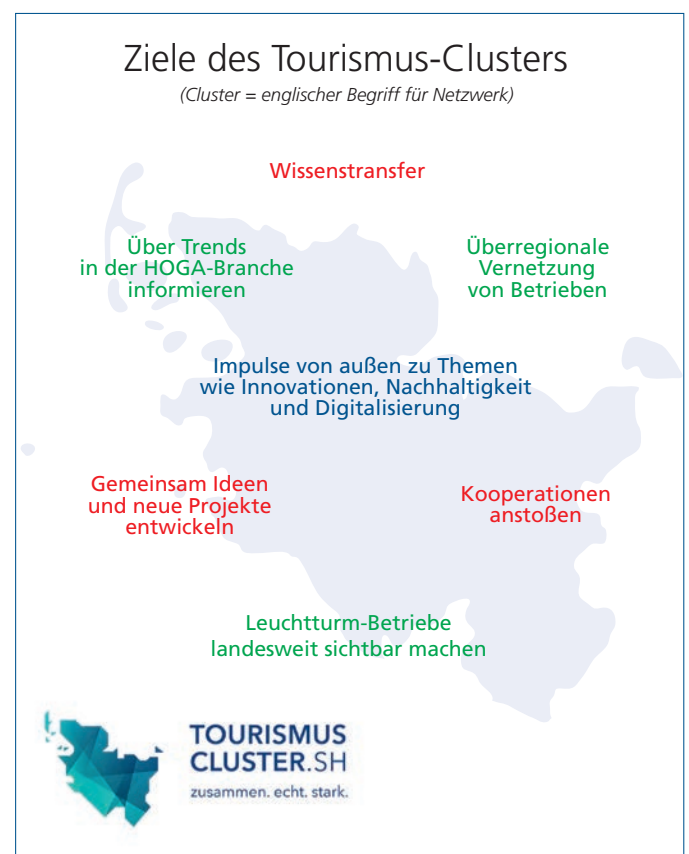 Ziele des Tourismus-Clusters
(Cluster = englischer Begriff für Netzwerk)
Wissenstransfer
Über Trends
in der HOGA-Branche
informieren
Überregionale
Vernetzung
von Betrieben
Impulse von außen zu Themen
wie Innovationen, Nachhaltigkeit
und Digitalisierung
Gemeinsam Ideen
und neue Projekte
entwickeln
Kooperationen
anstoßen
Leuchtturm-Betriebe
landesweit sichtbar machen
TOURISMUS
CLUSTER.SH
zusammen. echt. stark.